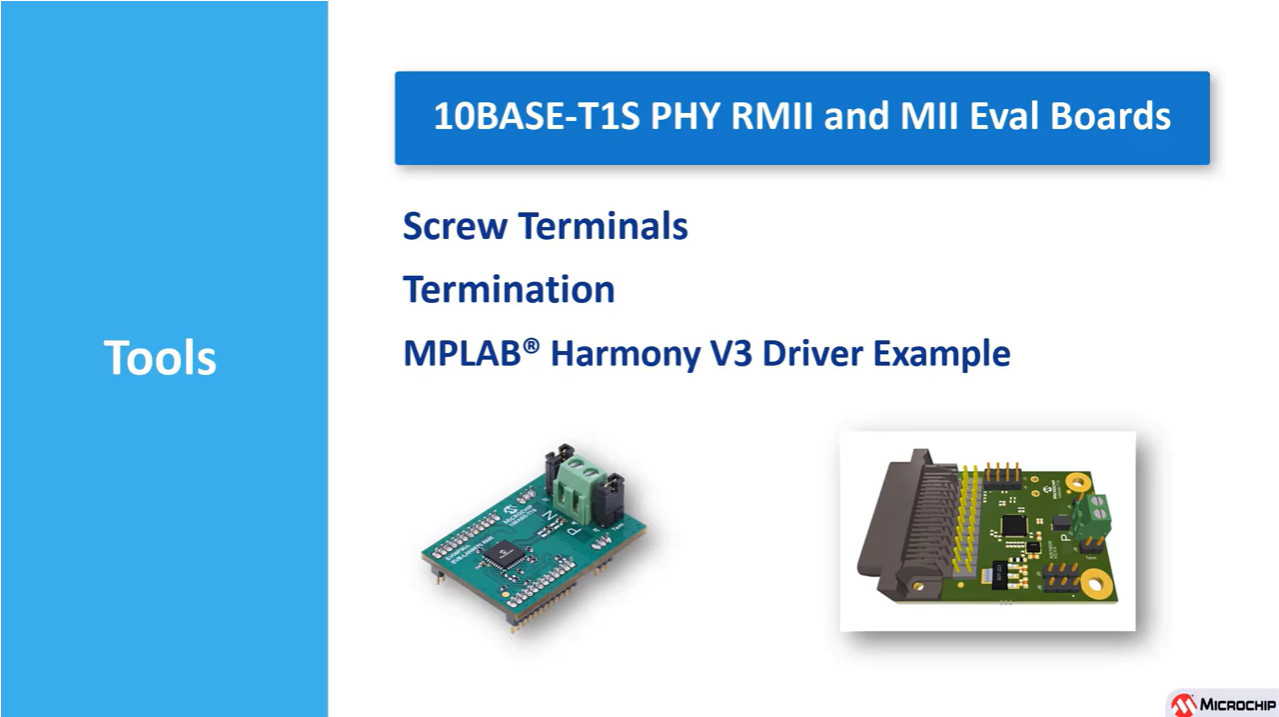 Tools
10BASE-T1S PHY RMII and MII Eval Boards
Screw Terminals
Termination
MPLAB® Harmony V3 Driver Example
N
P
P
MICROCHIP